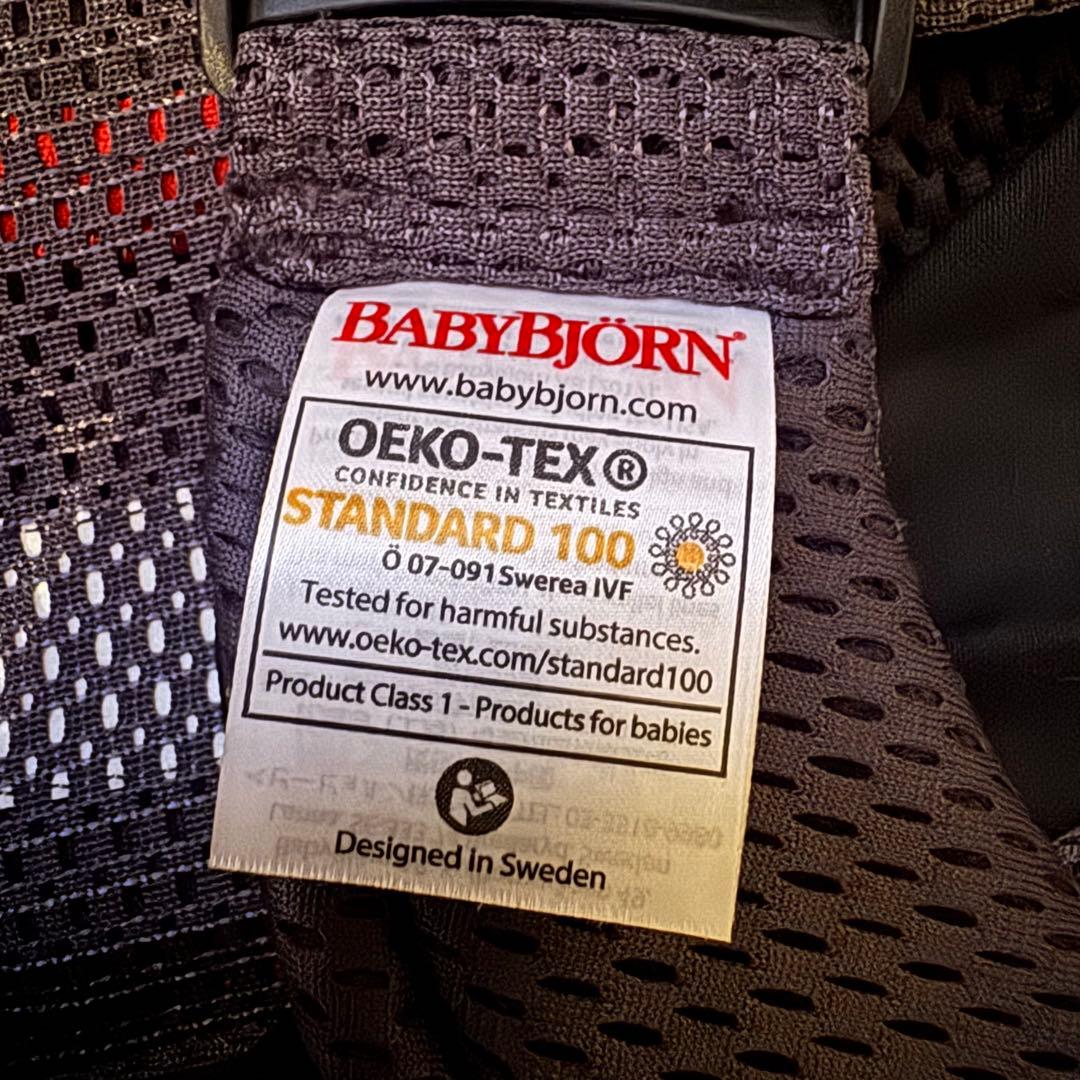 BABYBJÖRN®
www.babybjorn.com
OEKO-TEX®
CONFIDENCE IN TEXTILES
STANDARD 100
Ö 07-091 Swerea IVF
Tested for harmful substances.
www.oeko-tex.com/standard100
Product Class 1 - Products for babies
Designed in Sweden